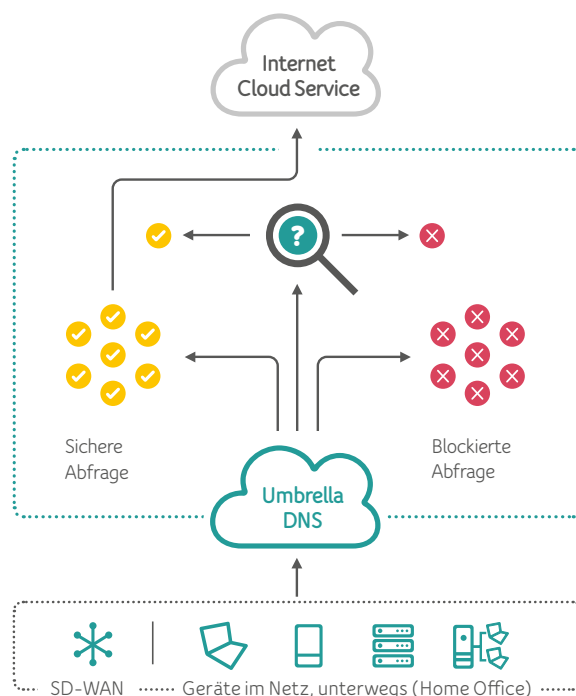 Internet
Cloud Service
?
Sichere
Abfrage
Blockierte
Abfrage
Umbrella
DNS
SD-WAN
Geräte im Netz, unterwegs (Home Office)